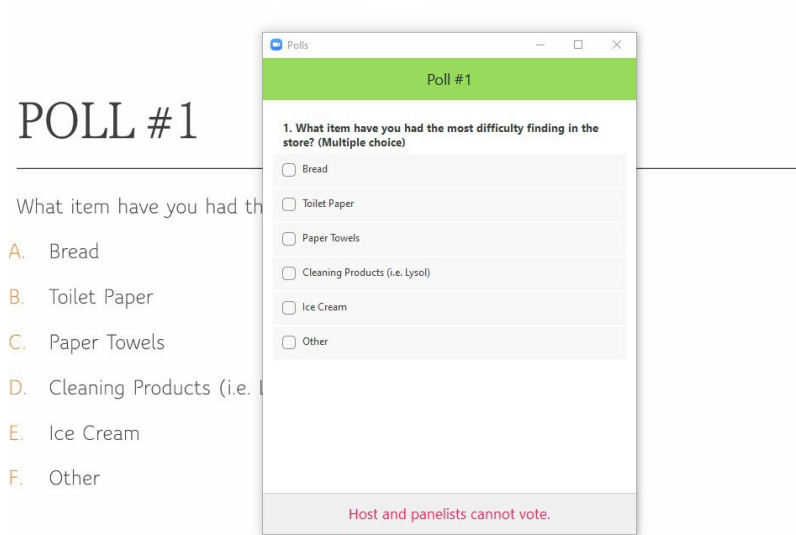 POLL #1
What item have you had th
A. Bread
B. Toilet Paper
C. Paper Towels
D. Cleaning Products (i.e. L
E. Ice Cream
F. Other
Polls
Poll #1
1. What item have you had the most difficulty finding in the
store? (Multiple choice)
Bread
Toilet Paper
Paper Towels
Cleaning Products (i.e. Lysol)
Ice Cream
Other
Host and panelists cannot vote.